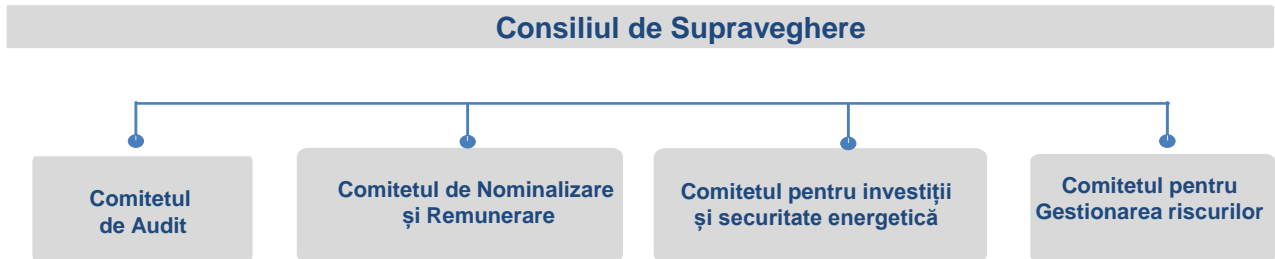 Consiliul de Supraveghere
Comitetul
de Audit
Comitetul de Nominalizare
și Remunerare
Comitetul pentru investiții
și securitate energetică
Comitetul pentru
Gestionarea riscurilor